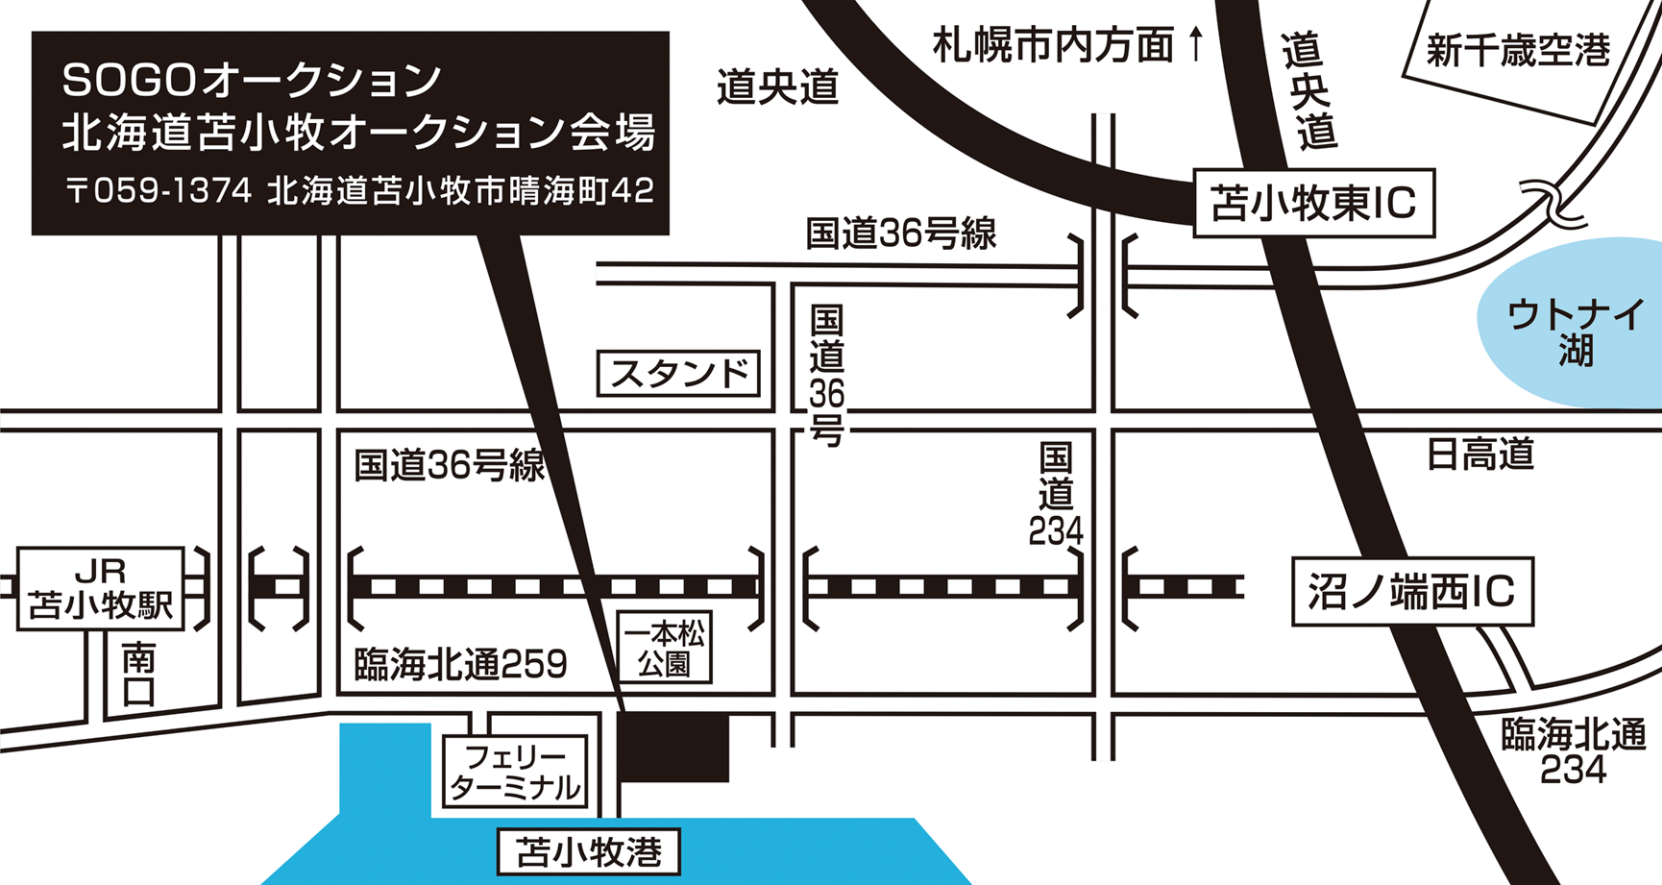 SOGOオークション
北海道苫小牧オークション会場
〒059-1374 北海道苫小牧市晴海町42
道央道
札幌市内方面↑
道央道
新千歳空港
苫小牧東IC
国道36号線
国道36号
スタンド
ウトナイ
湖
国道36号線
国道234
日高道
JR
苫小牧駅
南口
沼ノ端西IC
一本松
公園
臨海北通259
フェリー
ターミナル
臨海北通
234
苫小牧港